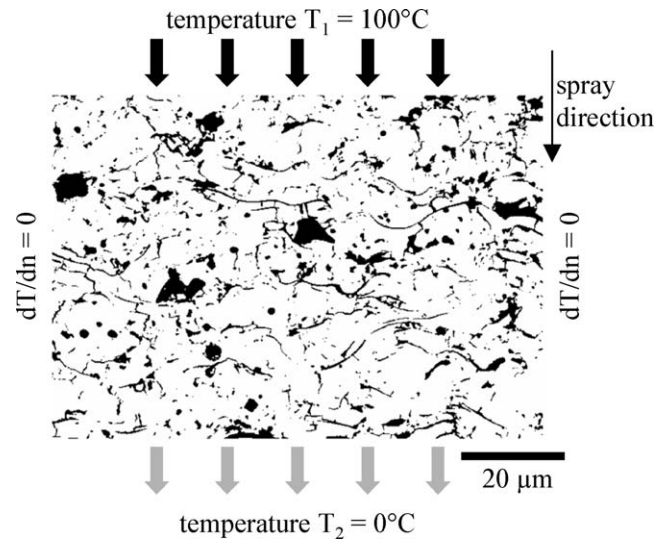 temperature T₁ = 100°C
spray
direction
dT/dn = 0
dT/dn = 0
20 µm
temperature T₂ = 0°C